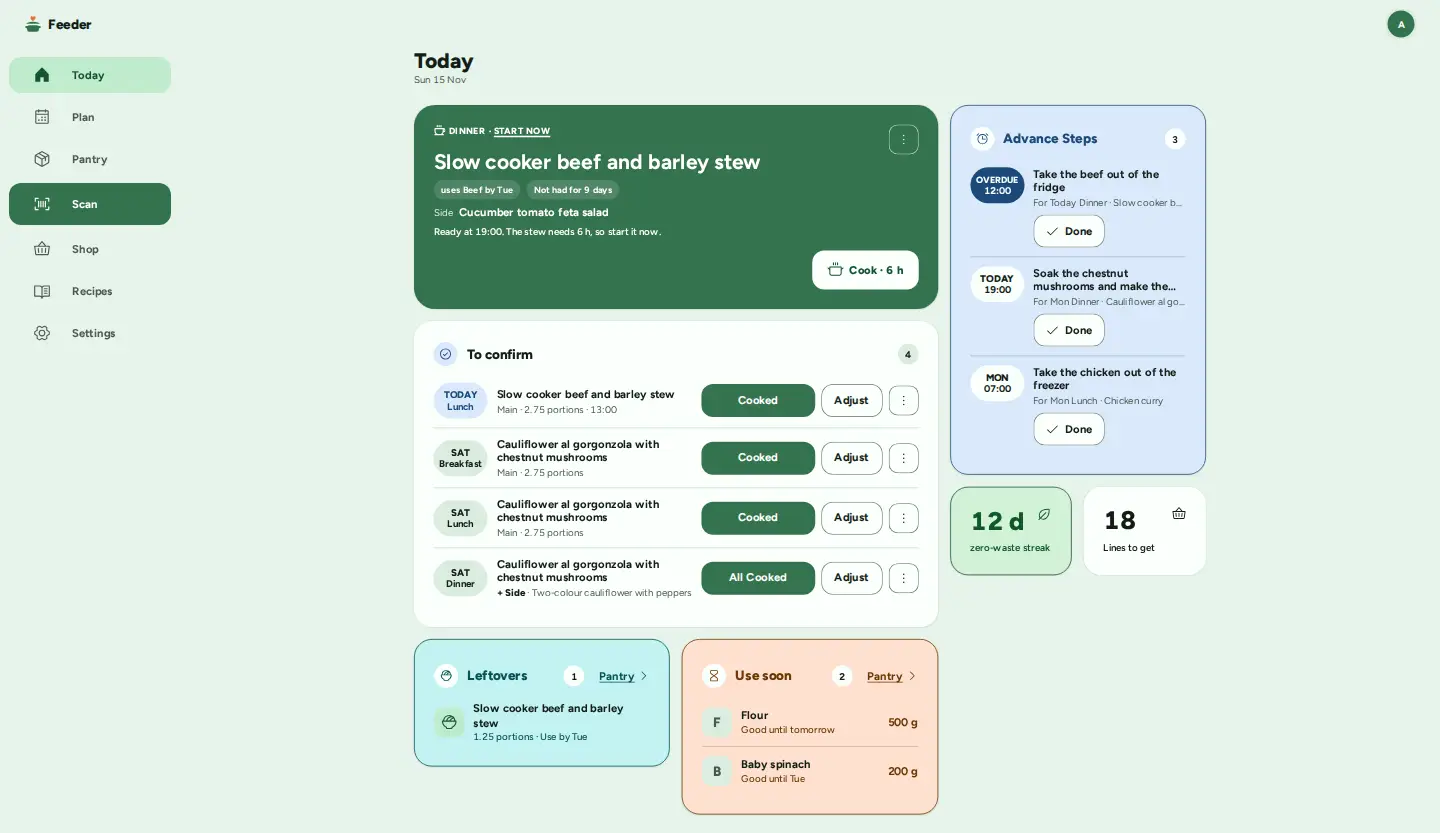 Feeder
A
Today
Plan
Pantry
Scan
Shop
Recipes
Settings
Today
Sun 15 Nov
DINNER · START NOW
Slow cooker beef and barley stew
uses Beef by Tue
Not had for 9 days
Side Cucumber tomato feta salad
Ready at 19:00. The stew needs 6 h, so start it now.
Cook · 6 h
To confirm
4
TODAY
Lunch
Slow cooker beef and barley stew
Main · 2.75 portions · 13:00
Cooked
Adjust
SAT
Breakfast
Cauliflower al gorgonzola with
chestnut mushrooms
Main · 2.75 portions
Cooked
Adjust
SAT
Lunch
Cauliflower al gorgonzola with
chestnut mushrooms
Main · 2.75 portions
Cooked
Adjust
SAT
Dinner
Cauliflower al gorgonzola with
chestnut mushrooms
+ Side · Two-colour cauliflower with peppers
All Cooked
Adjust
Leftovers
1
Pantry
Slow cooker beef and barley
stew
1.25 portions · Use by Tue
Use soon
2
Pantry
F
Flour
Good until tomorrow
500 g
B
Baby spinach
Good until Tue
200 g
Advance Steps
3
OVERDUE
12:00
Take the beef out of the
fridge
For Today Dinner · Slow cooker b...
Done
TODAY
19:00
Soak the chestnut
mushrooms and make the...
For Mon Dinner · Cauliflower al go...
Done
MON
07:00
Take the chicken out of the
freezer
For Mon Lunch · Chicken curry
Done
12 d
zero-waste streak
18
Lines to get